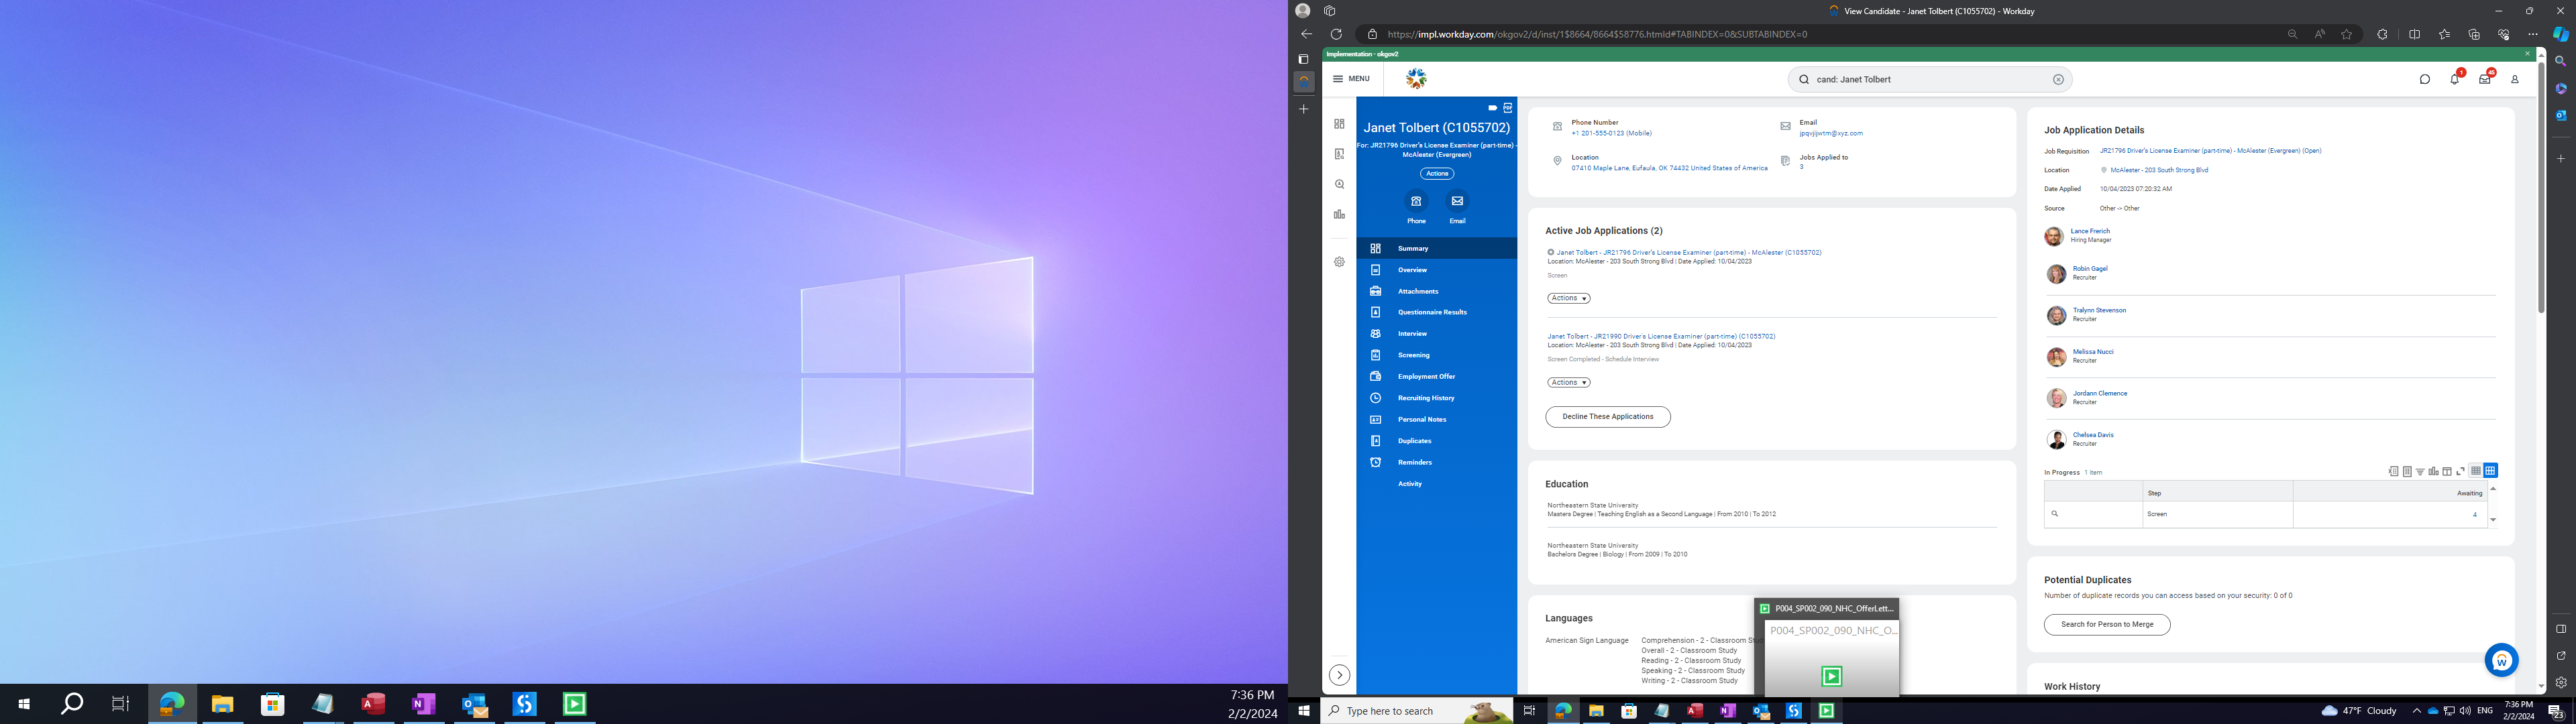 7:36 PM
2/2/2024
View Candidate - Janet Tolbert (C1055702) - Workday
https://impl.workday.com/okgov2/d/inst/1$8664/8664$58776.htmld#TABINDEX=0&SUBTABINDEX=0
Implementation - okgov2
MENU
cand: Janet Tolbert
1
45
PDF
Janet Tolbert (C1055702)
For: JR21796 Driver's License Examiner (part-time) -
McAlester (Evergreen)
Actions
Phone
Email
Summary
Overview
Attachments
Questionnaire Results
Interview
Screening
Employment Offer
Recruiting History
Personal Notes
Duplicates
Reminders
Activity
Phone Number
+1 201-555-0123 (Mobile)
Email
jpqvjijwtm@xyz.com
Location
07410 Maple Lane, Eufaula, OK 74432 United States of America
Jobs Applied to
3
Active Job Applications (2)
Janet Tolbert - JR21796 Driver's License Examiner (part-time) - McAlester (C1055702)
Location: McAlester - 203 South Strong Blvd | Date Applied: 10/04/2023
Screen
Actions
Janet Tolbert - JR21990 Driver's License Examiner (part-time) (C1055702)
Location: McAlester - 203 South Strong Blvd | Date Applied: 10/04/2023
Screen Completed - Schedule Interview
Actions
Decline These Applications
Education
Northeastern State University
Masters Degree | Teaching English as a Second Language | From 2010 | To 2012
Northeastern State University
Bachelors Degree | Biology | From 2009 | To 2010
Languages
American Sign Language
Comprehension - 2 - Classroom Stud
Overall - 2 - Classroom Study
Reading - 2 - Classroom Study
Speaking - 2 - Classroom Study
Writing - 2 - Classroom Study
P004_SP002_090_NHC_OfferLett...
P004_SP002_090_NHC_O...
Job Application Details
Job Requisition JR21796 Driver's License Examiner (part-time) - McAlester (Evergreen) (Open)
Location McAlester - 203 South Strong Blvd
Date Applied 10/04/2023 07:20:32 AM
Source Other -> Other
Lance Frerich
Hiring Manager
Robin Gagel
Recruiter
Tralynn Stevenson
Recruiter
Melissa Nucci
Recruiter
Jordann Clemence
Recruiter
Chelsea Davis
Recruiter
In Progress 1 item
Step Awaiting
Screen 4
Potential Duplicates
Number of duplicate records you can access based on your security: 0 of 0
Search for Person to Merge
Work History
Type here to search
47°F Cloudy
ENG
7:36 PM
2/2/2024
23